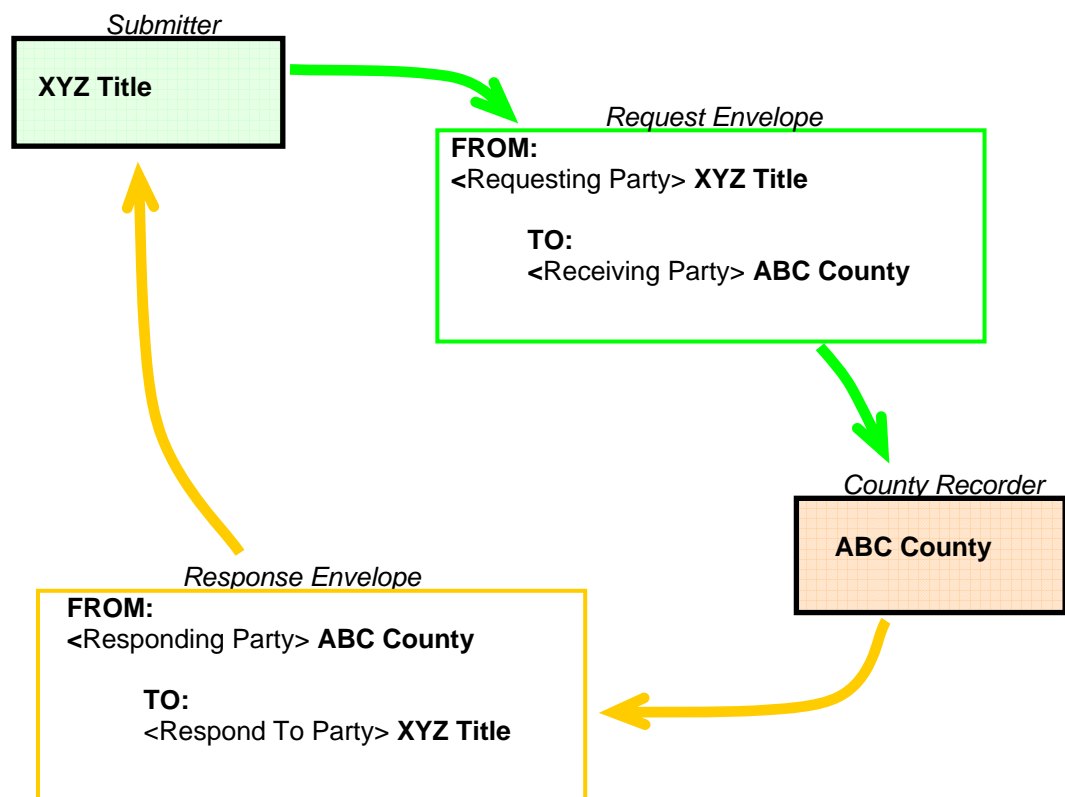 Submitter
XYZ Title
Request Envelope
FROM:
<Requesting Party> XYZ Title
TO:
<Receiving Party> ABC County
County Recorder
ABC County
Response Envelope
FROM:
<Responding Party> ABC County
TO:
<Respond To Party> XYZ Title